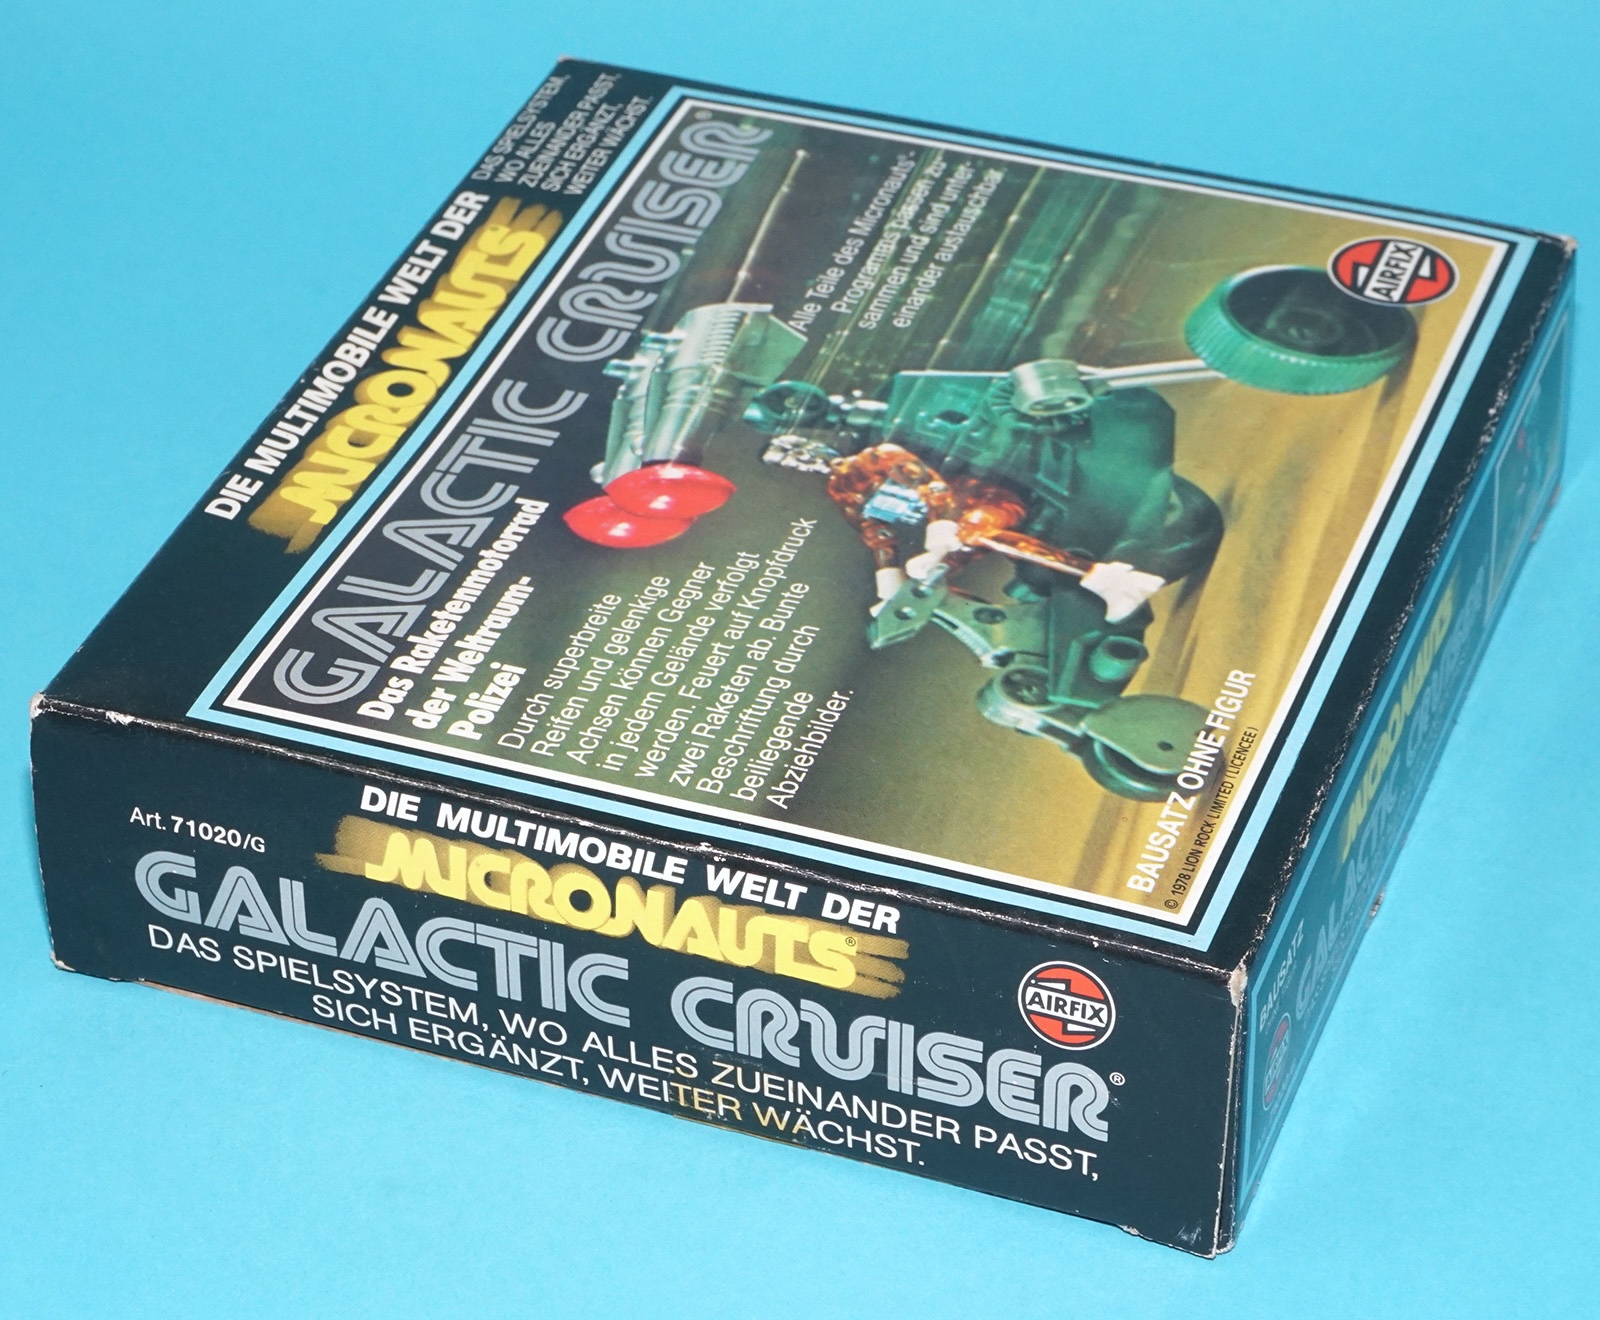 DIE MULTIMOBILE WELT DER
MICRONAUTS
DAS SPIELSYSTEM,
WO ALLES
ZUEINANDER PASST,
SICH ERGÄNZT,
WEITER WÄCHST.
GALACTIC CRUISER®
Das Raketenmotorrad
der Weltraum-
Polizei
Durch superbreite
Reifen und gelenkige
Achsen können Gegner
in jedem Gelände verfolgt
werden. Feuert auf Knopfdruck
zwei Raketen ab. Bunte
Beschriftung durch
beiliegende
Abziehbilder.
Alle Teile des Micronauts®-
Programms passen zu-
sammen und sind unter-
einander austauschbar.
AIRFIX
BAUSATZ OHNE FIGUR
© 1978 LION ROCK LIMITED (LICENCEE)
Art. 71020/G
DIE MULTIMOBILE WELT DER
MICRONAUTS®
GALACTIC CRUISER®
DAS SPIELSYSTEM, WO ALLES ZUEINANDER PASST,
SICH ERGÄNZT, WEITER WÄCHST.
AIRFIX
BAUSATZ
MICRONAUTS